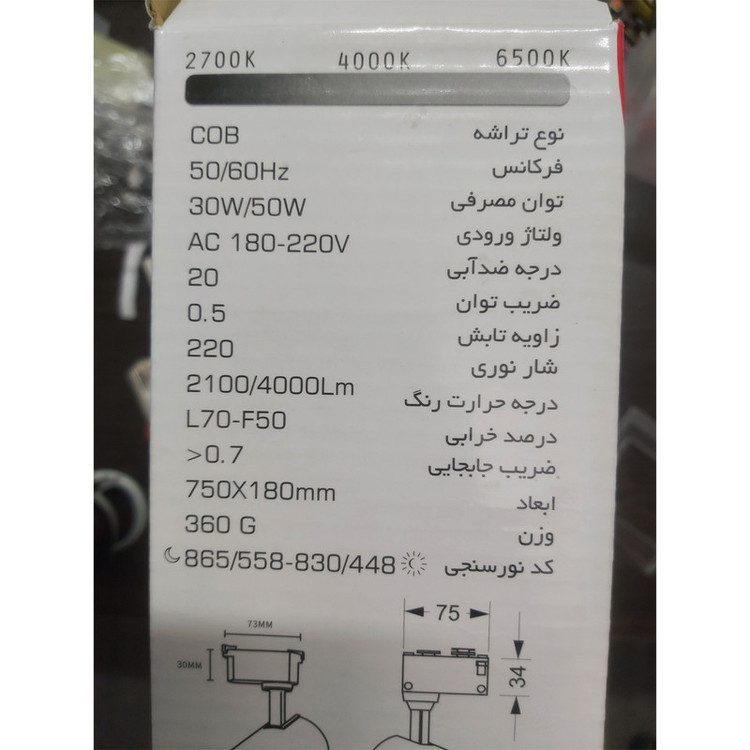 2700K 4000K 6500K
نوع تراشه COB
فرکانس 50/60Hz
توان مصرفی 30W/50W
ولتاژ ورودی AC 180-220V
درجه ضدآبی 20
ضریب توان 0.5
زاویه تابش 220
شار نوری 2100/4000Lm
درجه حرارت رنگ L70-F50
درصد خرابی >0.7
ضریب جابجایی 750X180mm
ابعاد 360 G
وزن
کد نورسنجی 865/558-830/448
73MM 75
30MM 34